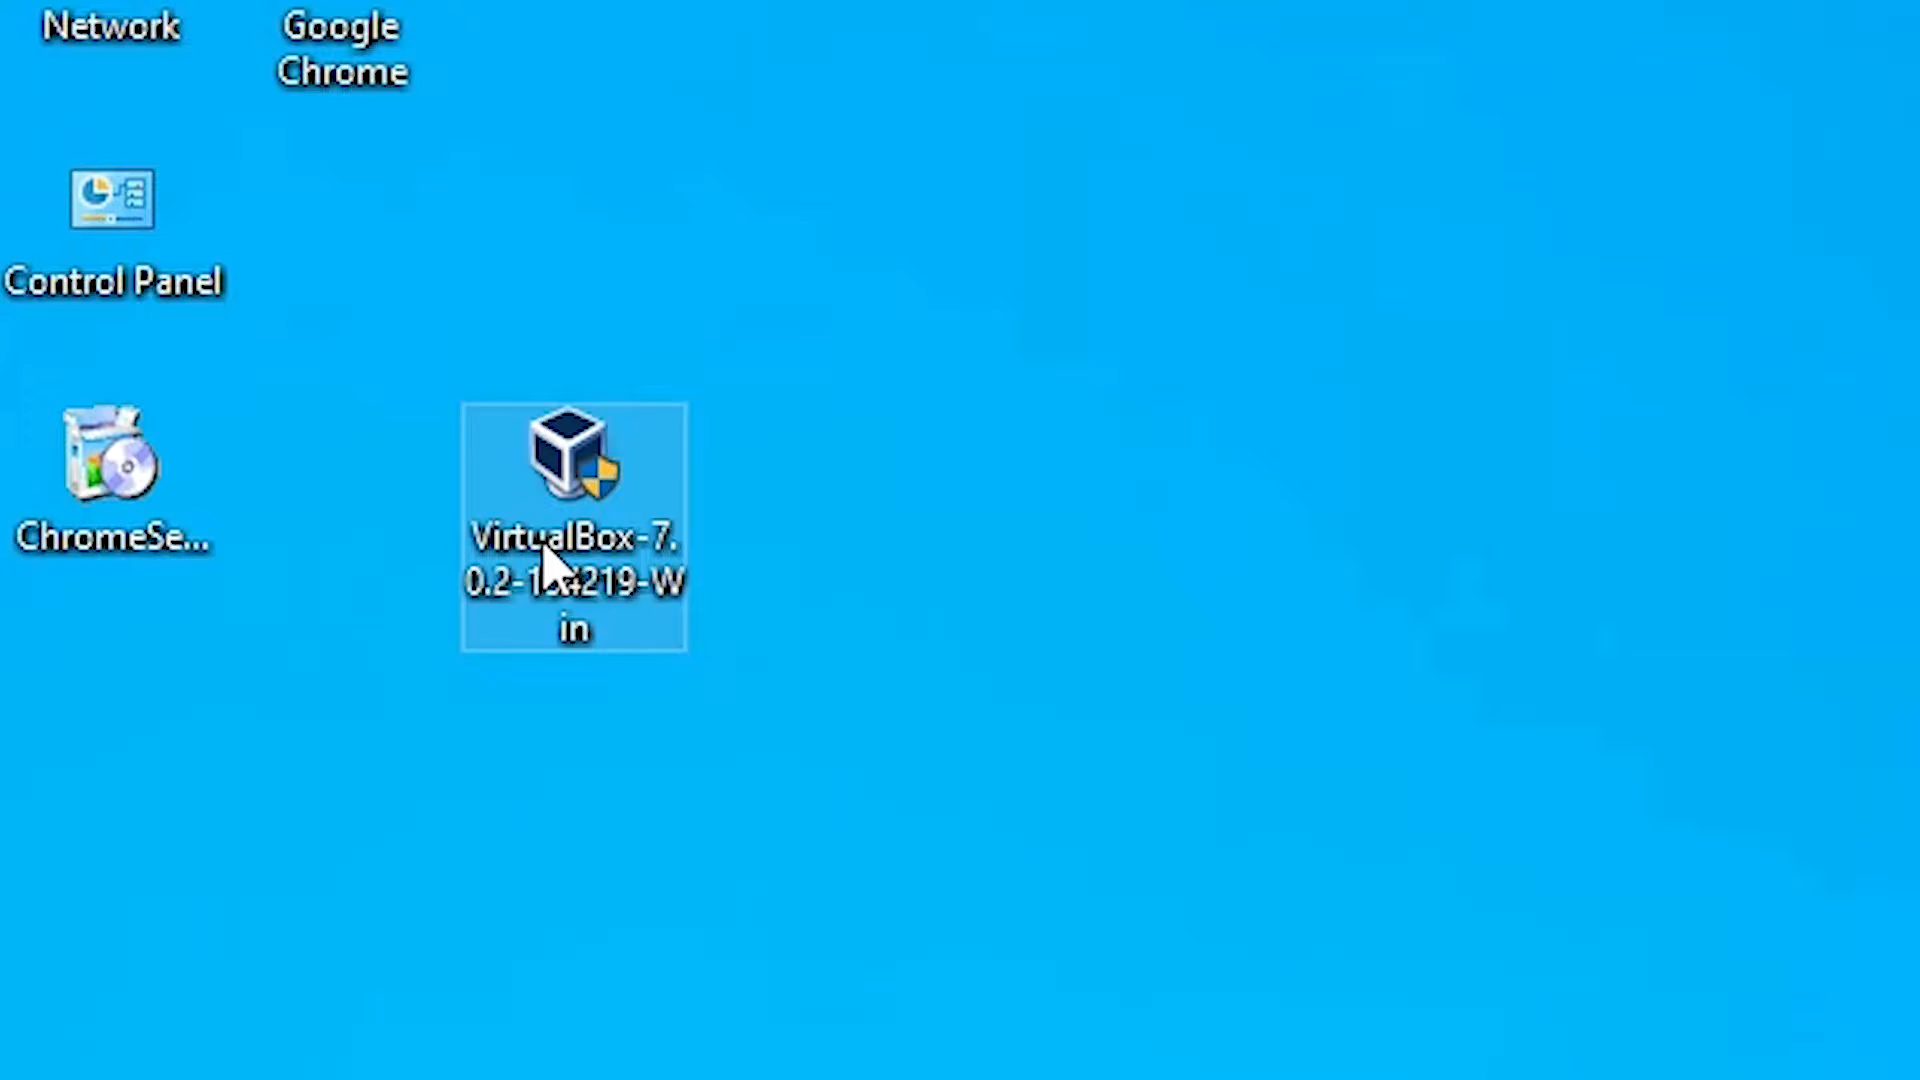 Network
Google
Chrome
Control Panel
ChromeSe...
VirtualBox-7.
in